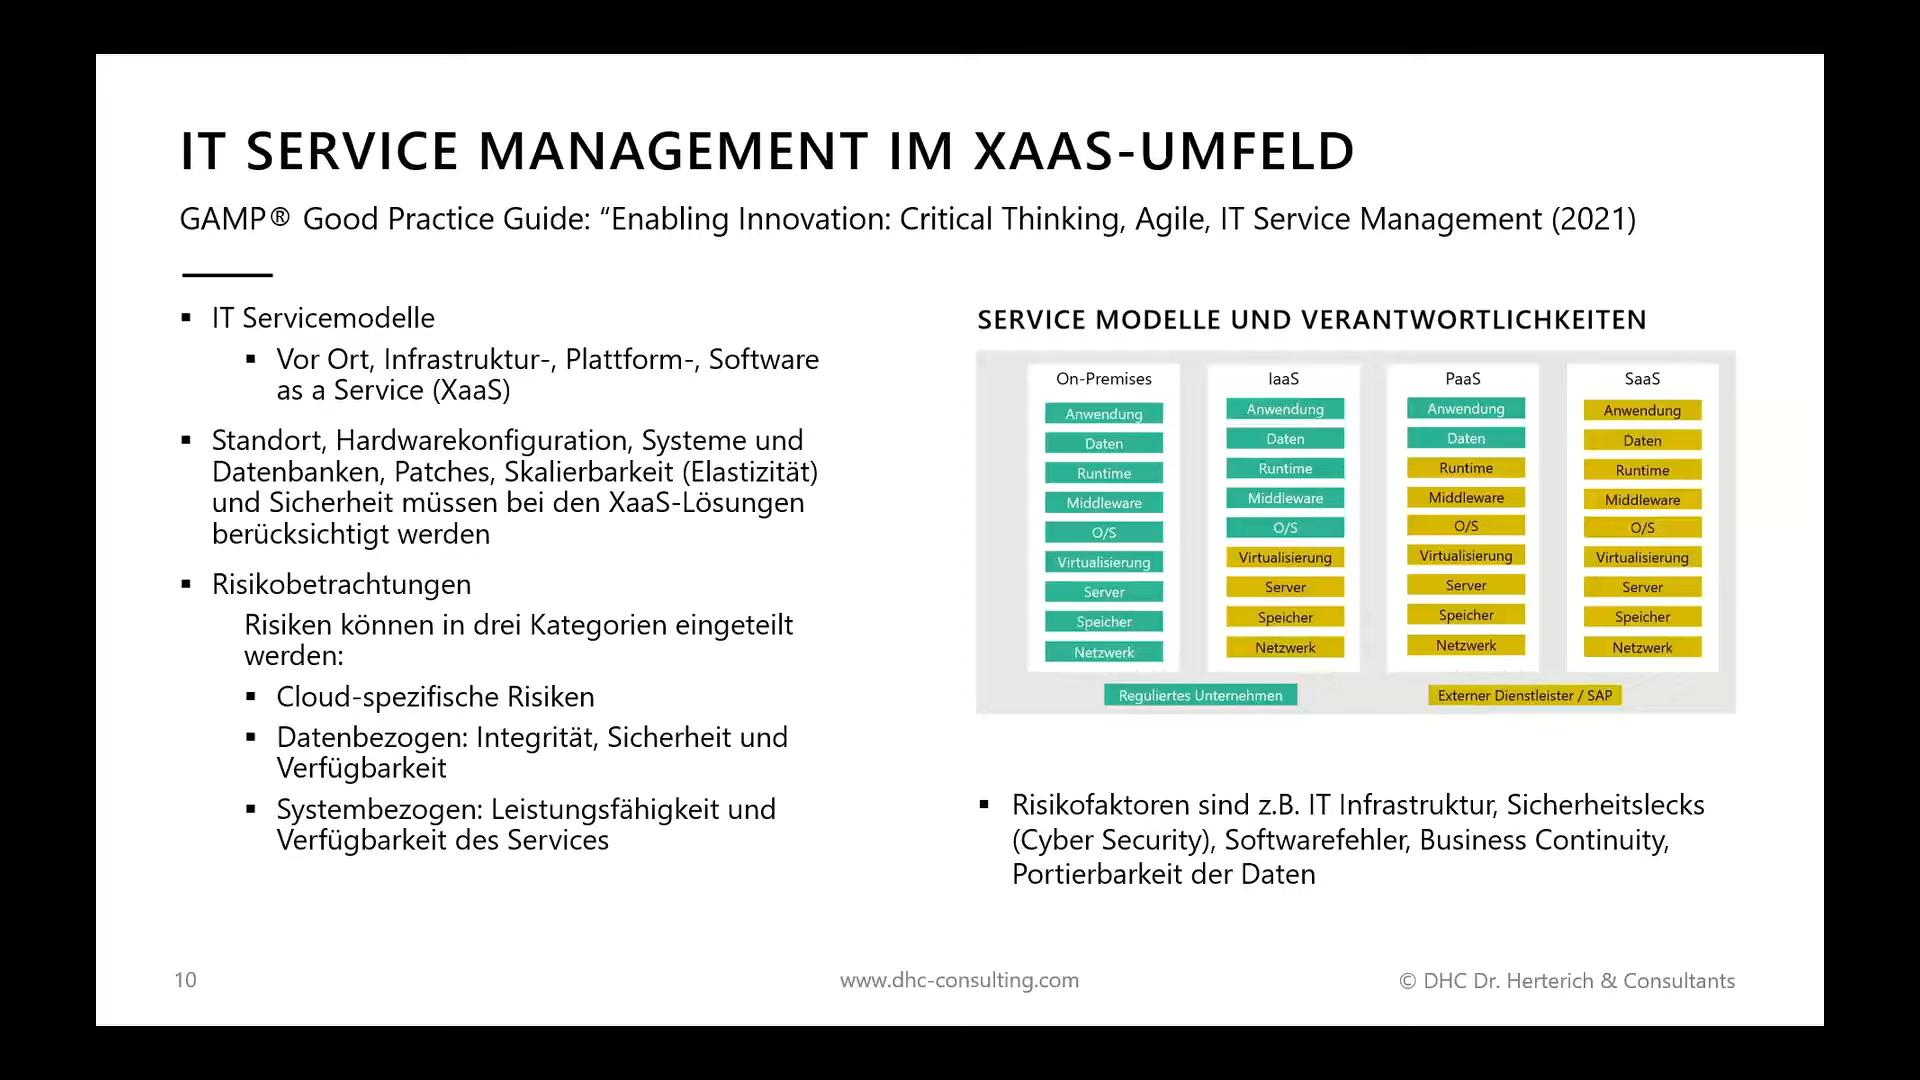 IT SERVICE MANAGEMENT IM XAAS-UMFELD
GAMP® Good Practice Guide: “Enabling Innovation: Critical Thinking, Agile, IT Service Management (2021)
▪ IT Servicemodelle
▪ Vor Ort, Infrastruktur-, Plattform-, Software
as a Service (XaaS)
▪ Standort, Hardwarekonfiguration, Systeme und
Datenbanken, Patches, Skalierbarkeit (Elastizität)
und Sicherheit müssen bei den XaaS-Lösungen
berücksichtigt werden
▪ Risikobetrachtungen
Risiken können in drei Kategorien eingeteilt
werden:
▪ Cloud-spezifische Risiken
▪ Datenbezogen: Integrität, Sicherheit und
Verfügbarkeit
▪ Systembezogen: Leistungsfähigkeit und
Verfügbarkeit des Services
SERVICE MODELLE UND VERANTWORTLICHKEITEN
On-Premises
Anwendung
Daten
Runtime
Middleware
O/S
Virtualisierung
Server
Speicher
Netzwerk
IaaS
Anwendung
Daten
Runtime
Middleware
O/S
Virtualisierung
Server
Speicher
Netzwerk
PaaS
Anwendung
Daten
Runtime
Middleware
O/S
Virtualisierung
Server
Speicher
Netzwerk
SaaS
Anwendung
Daten
Runtime
Middleware
O/S
Virtualisierung
Server
Speicher
Netzwerk
Reguliertes Unternehmen
Externer Dienstleister / SAP
▪ Risikofaktoren sind z.B. IT Infrastruktur, Sicherheitslecks
(Cyber Security), Softwarefehler, Business Continuity,
Portierbarkeit der Daten
10
www.dhc-consulting.com
© DHC Dr. Herterich & Consultants